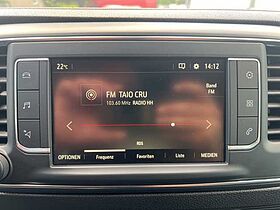 22°C
14:12
Band
FM
FM TAIO CRU
103.60 MHz RADIO HH
RDS
OPTIONEN
Frequenz
Favoriten
Liste
MEDIEN